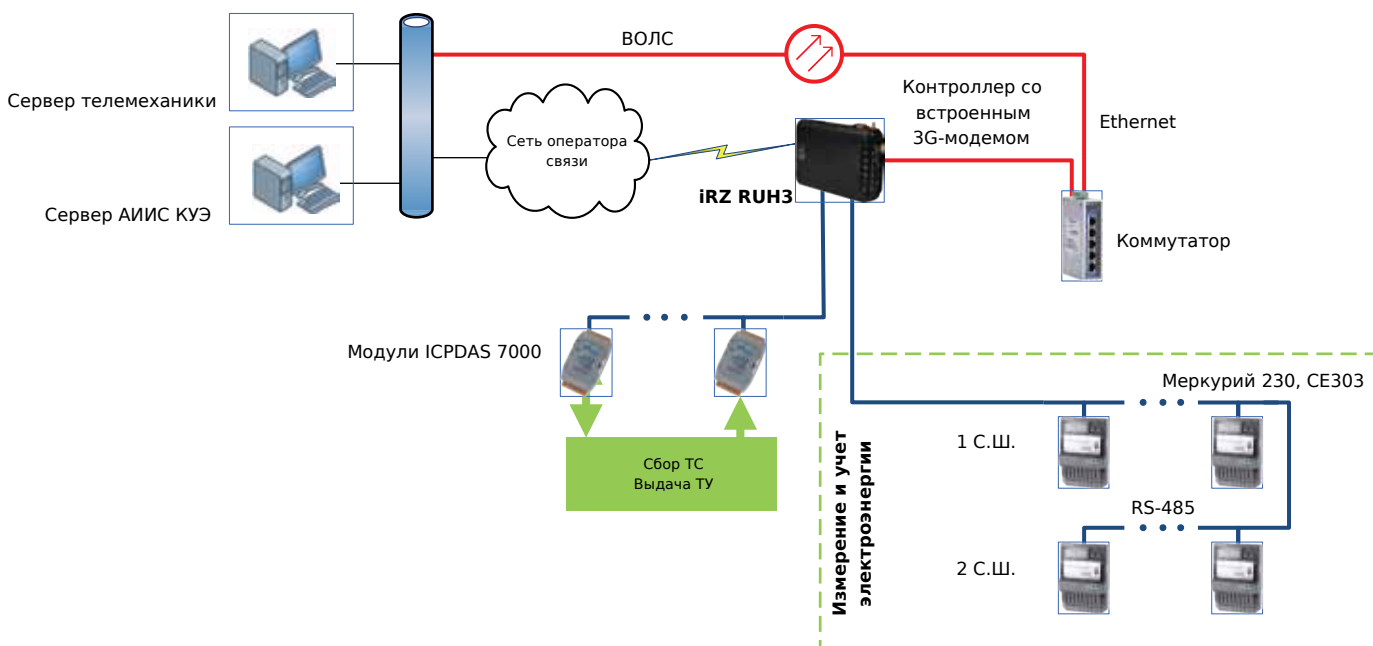 ВОЛС
Сервер телемеханики
Контроллер со
встроенным
3G-модемом
Ethernet
Сеть оператора
связи
iRZ RUH3
Сервер АИИС КУЭ
Коммутатор
Модули ICPDAS 7000
Меркурий 230, СЕ303
1 С.Ш.
Сбор ТС
Выдача ТУ
Измерение и учет
электроэнергии
RS-485
2 С.Ш.